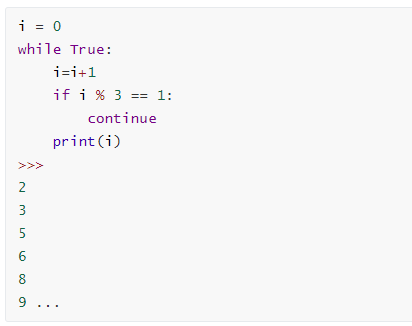 i = 0
while True:
    i=i+1
    if i % 3 == 1:
        continue
    print(i)
>>>
2
3
5
6
8
9 ...